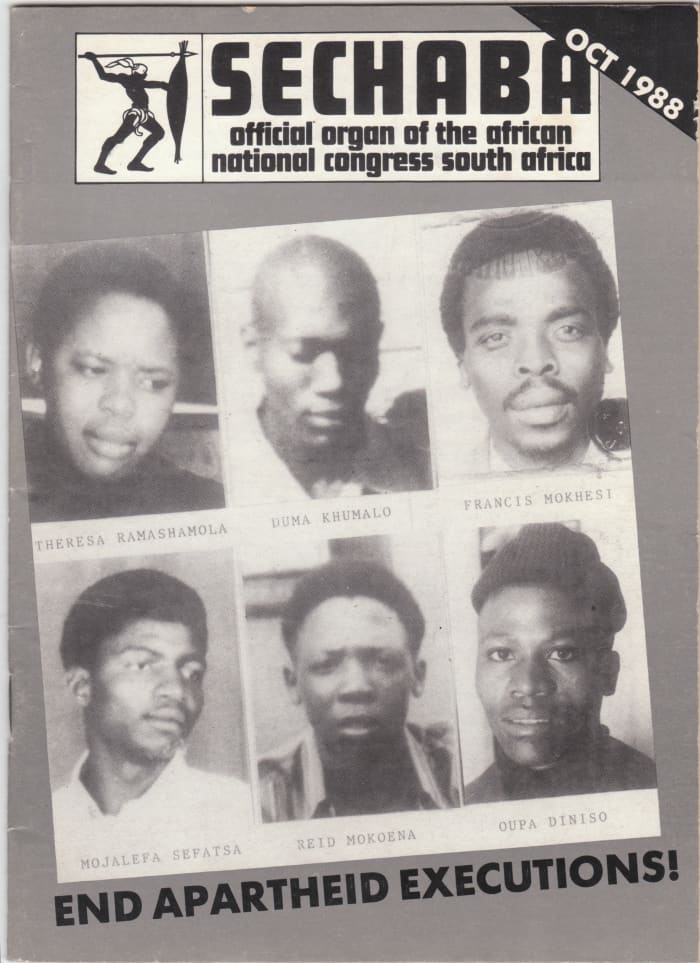 SECHABA
official organ of the african
national congress south africa
OCT 1988
THERESA RAMASHAMOLA
DUMA KHUMALO
FRANCIS MOKHESI
MOJALEFA SEFATSA
REID MOKOENA
OUPA DINISO
END APARTHEID EXECUTIONS!